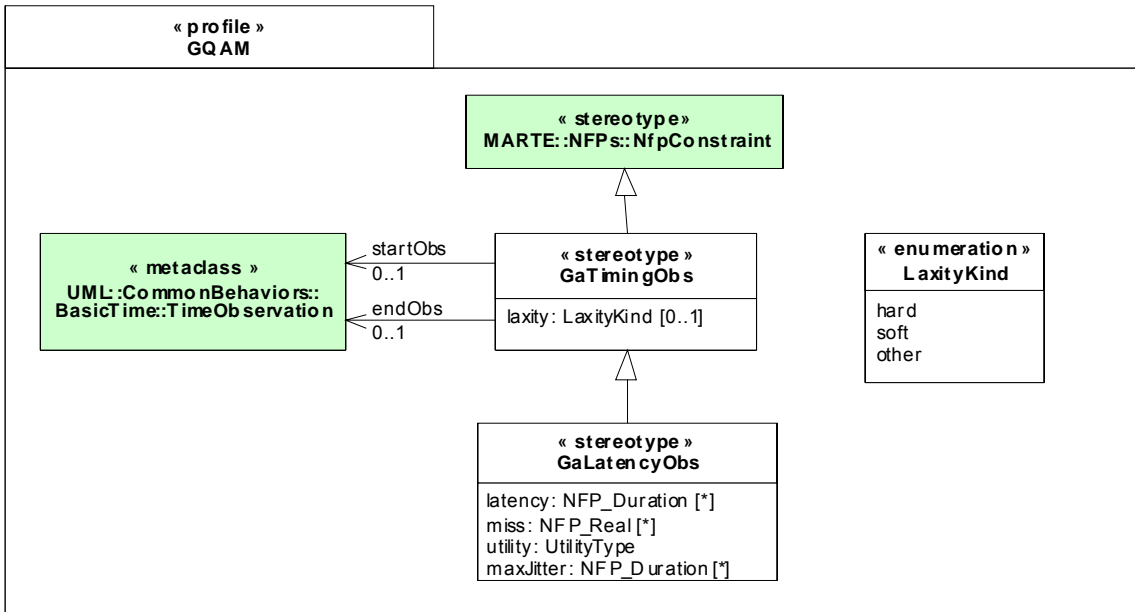 « profile »
GQAM
« stereotype»
MARTE::NFPs::NfpConstraint
« metaclass »
UML::CommonBehaviors::
BasicTime::TimeObservation
startObs
0..1
endObs
0..1
« stereotype »
GaTimingObs
laxity: LaxityKind [0..1]
« enumeration »
LaxityKind
hard
soft
other
« stereotype »
GaLatencyObs
latency: NFP_Duration [*]
miss: NFP_Real [*]
utility: UtilityType
maxJitter: NFP_Duration [*]